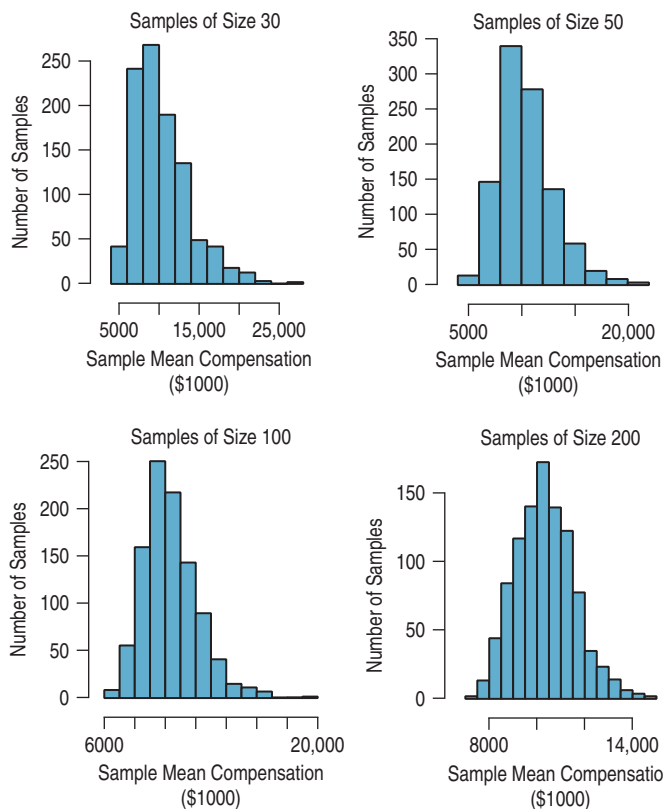 Samples of Size 30
Number of Samples
250
200
150
100
50
0
5000 15,000 25,000
Sample Mean Compensation
($1000)
Samples of Size 50
Number of Samples
350
300
250
200
150
100
50
0
5000 20,000
Sample Mean Compensation
($1000)
Samples of Size 100
Number of Samples
250
200
150
100
50
0
6000 20,000
Sample Mean Compensation
($1000)
Samples of Size 200
Number of Samples
150
100
50
0
8000 14,000
Sample Mean Compensatio
($1000)